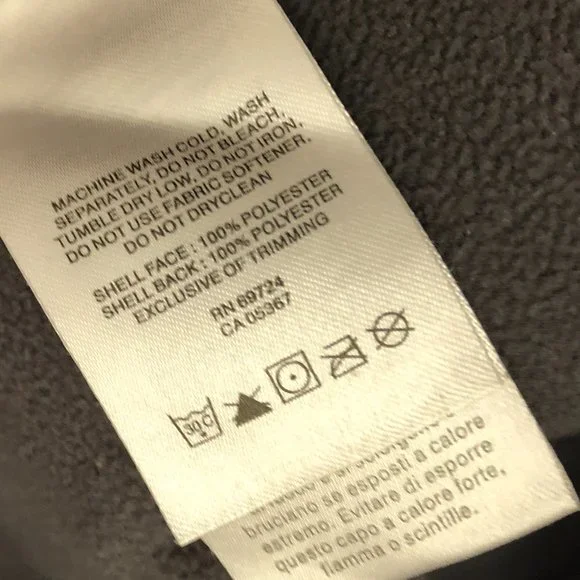 MACHINE WASH COLD, WASH
SEPARATELY. DO NOT BLEACH,
TUMBLE DRY LOW. DO NOT IRON,
DO NOT USE FABRIC SOFTENER.
DO NOT DRYCLEAN
SHELL FACE : 100% POLYESTER
SHELL BACK : 100% POLYESTER
EXCLUSIVE OF TRIMMING
RN 69724
CA 05367
30°C
bruciano se esposti a calore
estremo. Evitare di esporre
questo capo a calore forte,
fiamma o scintille.